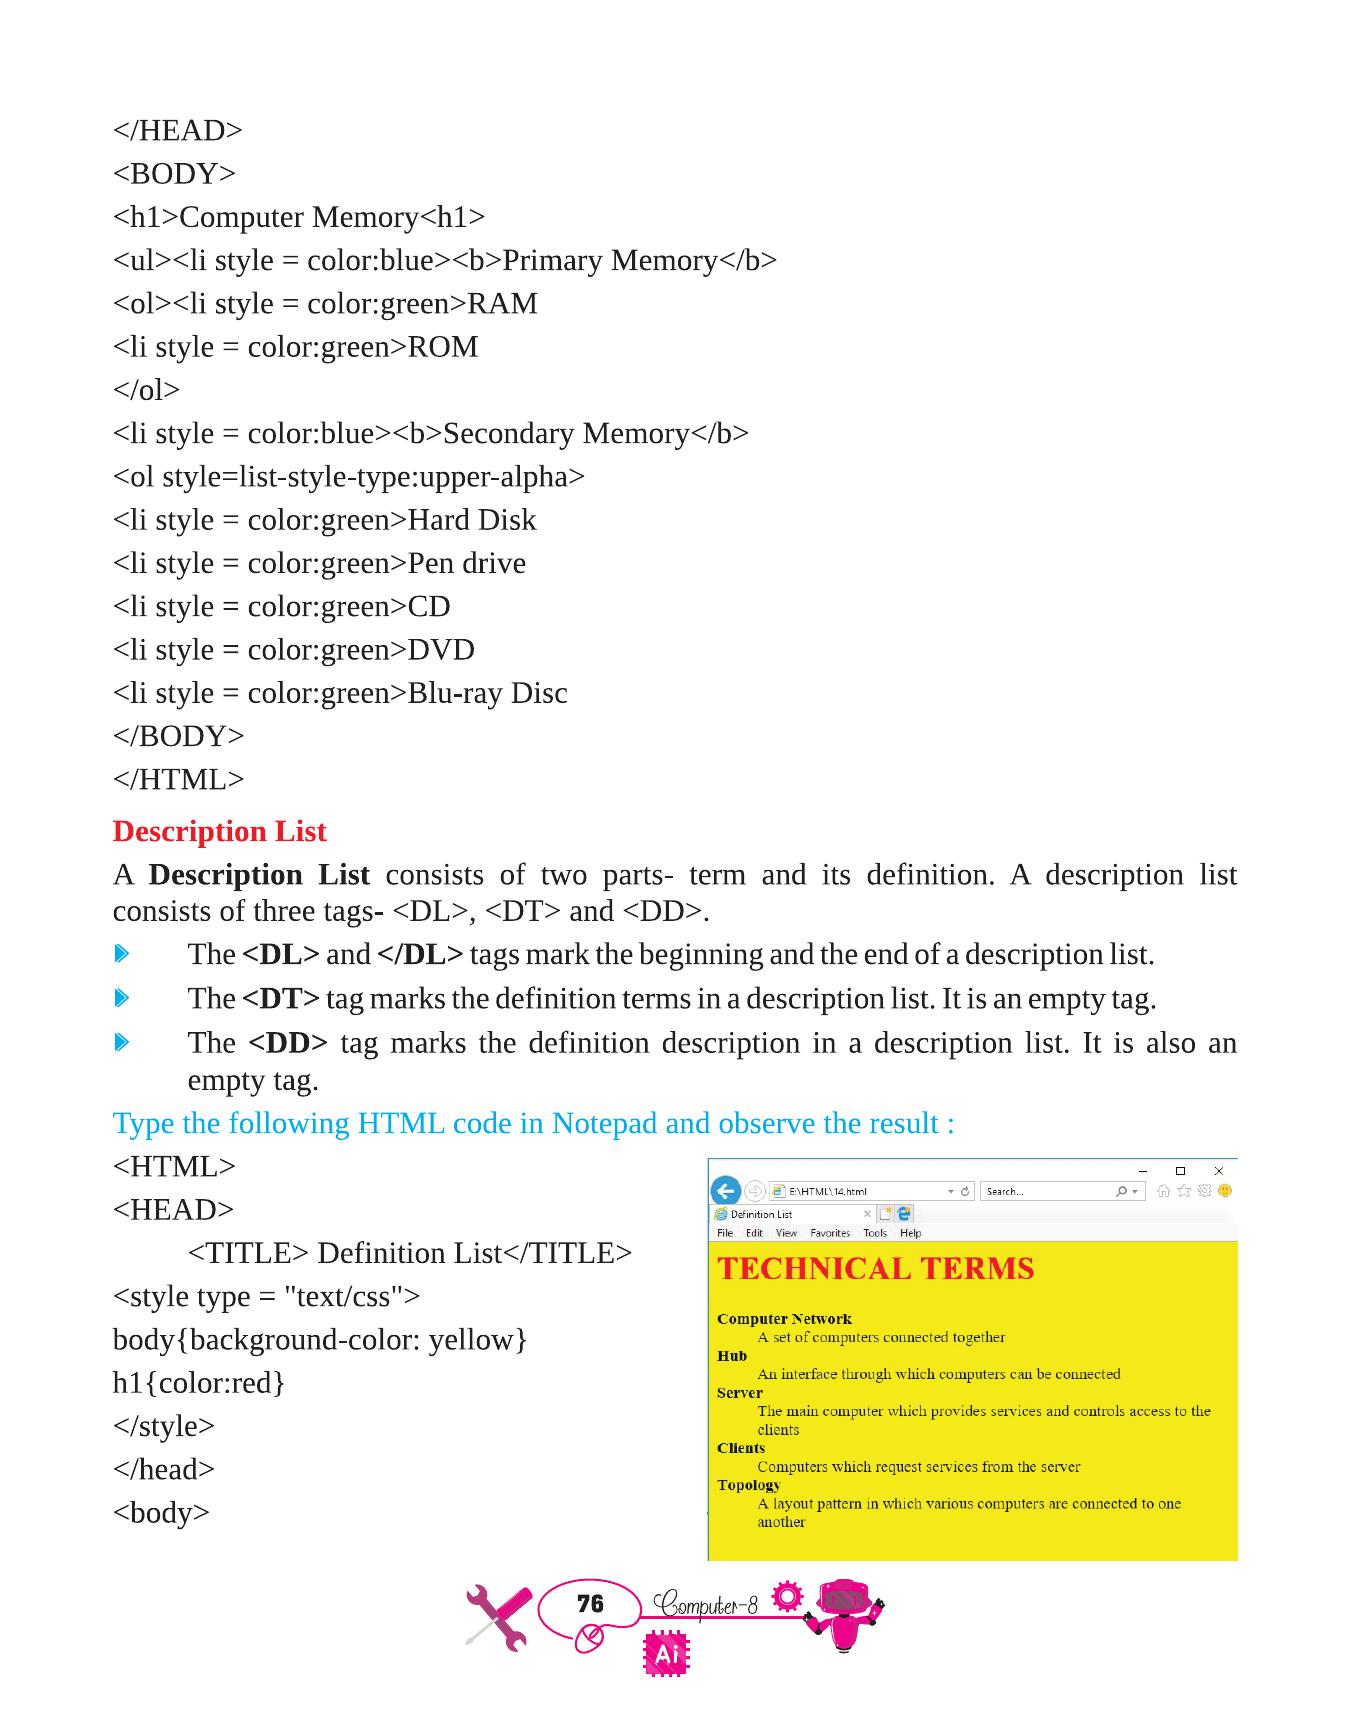 </HEAD>
<BODY>
<h1>Computer Memory<h1>
<ul><li style = color:blue><b>Primary Memory</b>
<ol><li style = color:green>RAM
<li style = color:green>ROM
</ol>
<li style = color:blue><b>Secondary Memory</b>
<ol style=list-style-type:upper-alpha>
<li style = color:green>Hard Disk
<li style = color:green>Pen drive
<li style = color:green>CD
<li style = color:green>DVD
<li style = color:green>Blu-ray Disc
</BODY>
</HTML>
Description List
A Description List consists of two parts- term and its definition. A description list
consists of three tags- <DL>, <DT> and <DD>.
The <DL> and </DL> tags mark the beginning and the end of a description list.
The <DT> tag marks the definition terms in a description list. It is an empty tag.
The <DD> tag marks the definition description in a description list. It is also an
empty tag.
Type the following HTML code in Notepad and observe the result :
<HTML>
<HEAD>
<TITLE> Definition List</TITLE>
<style type = "text/css">
body{background-color: yellow}
h1{color:red}
</style>
</head>
<body>
E:\HTML\14.html
Search...
Definition List
File Edit View Favorites Tools Help
TECHNICAL TERMS
Computer Network
A set of computers connected together
Hub
An interface through which computers can be connected
Server
The main computer which provides services and controls access to the
clients
Clients
Computers which request services from the server
Topology
A layout pattern in which various computers are connected to one
another
76
Computer-8
Ai